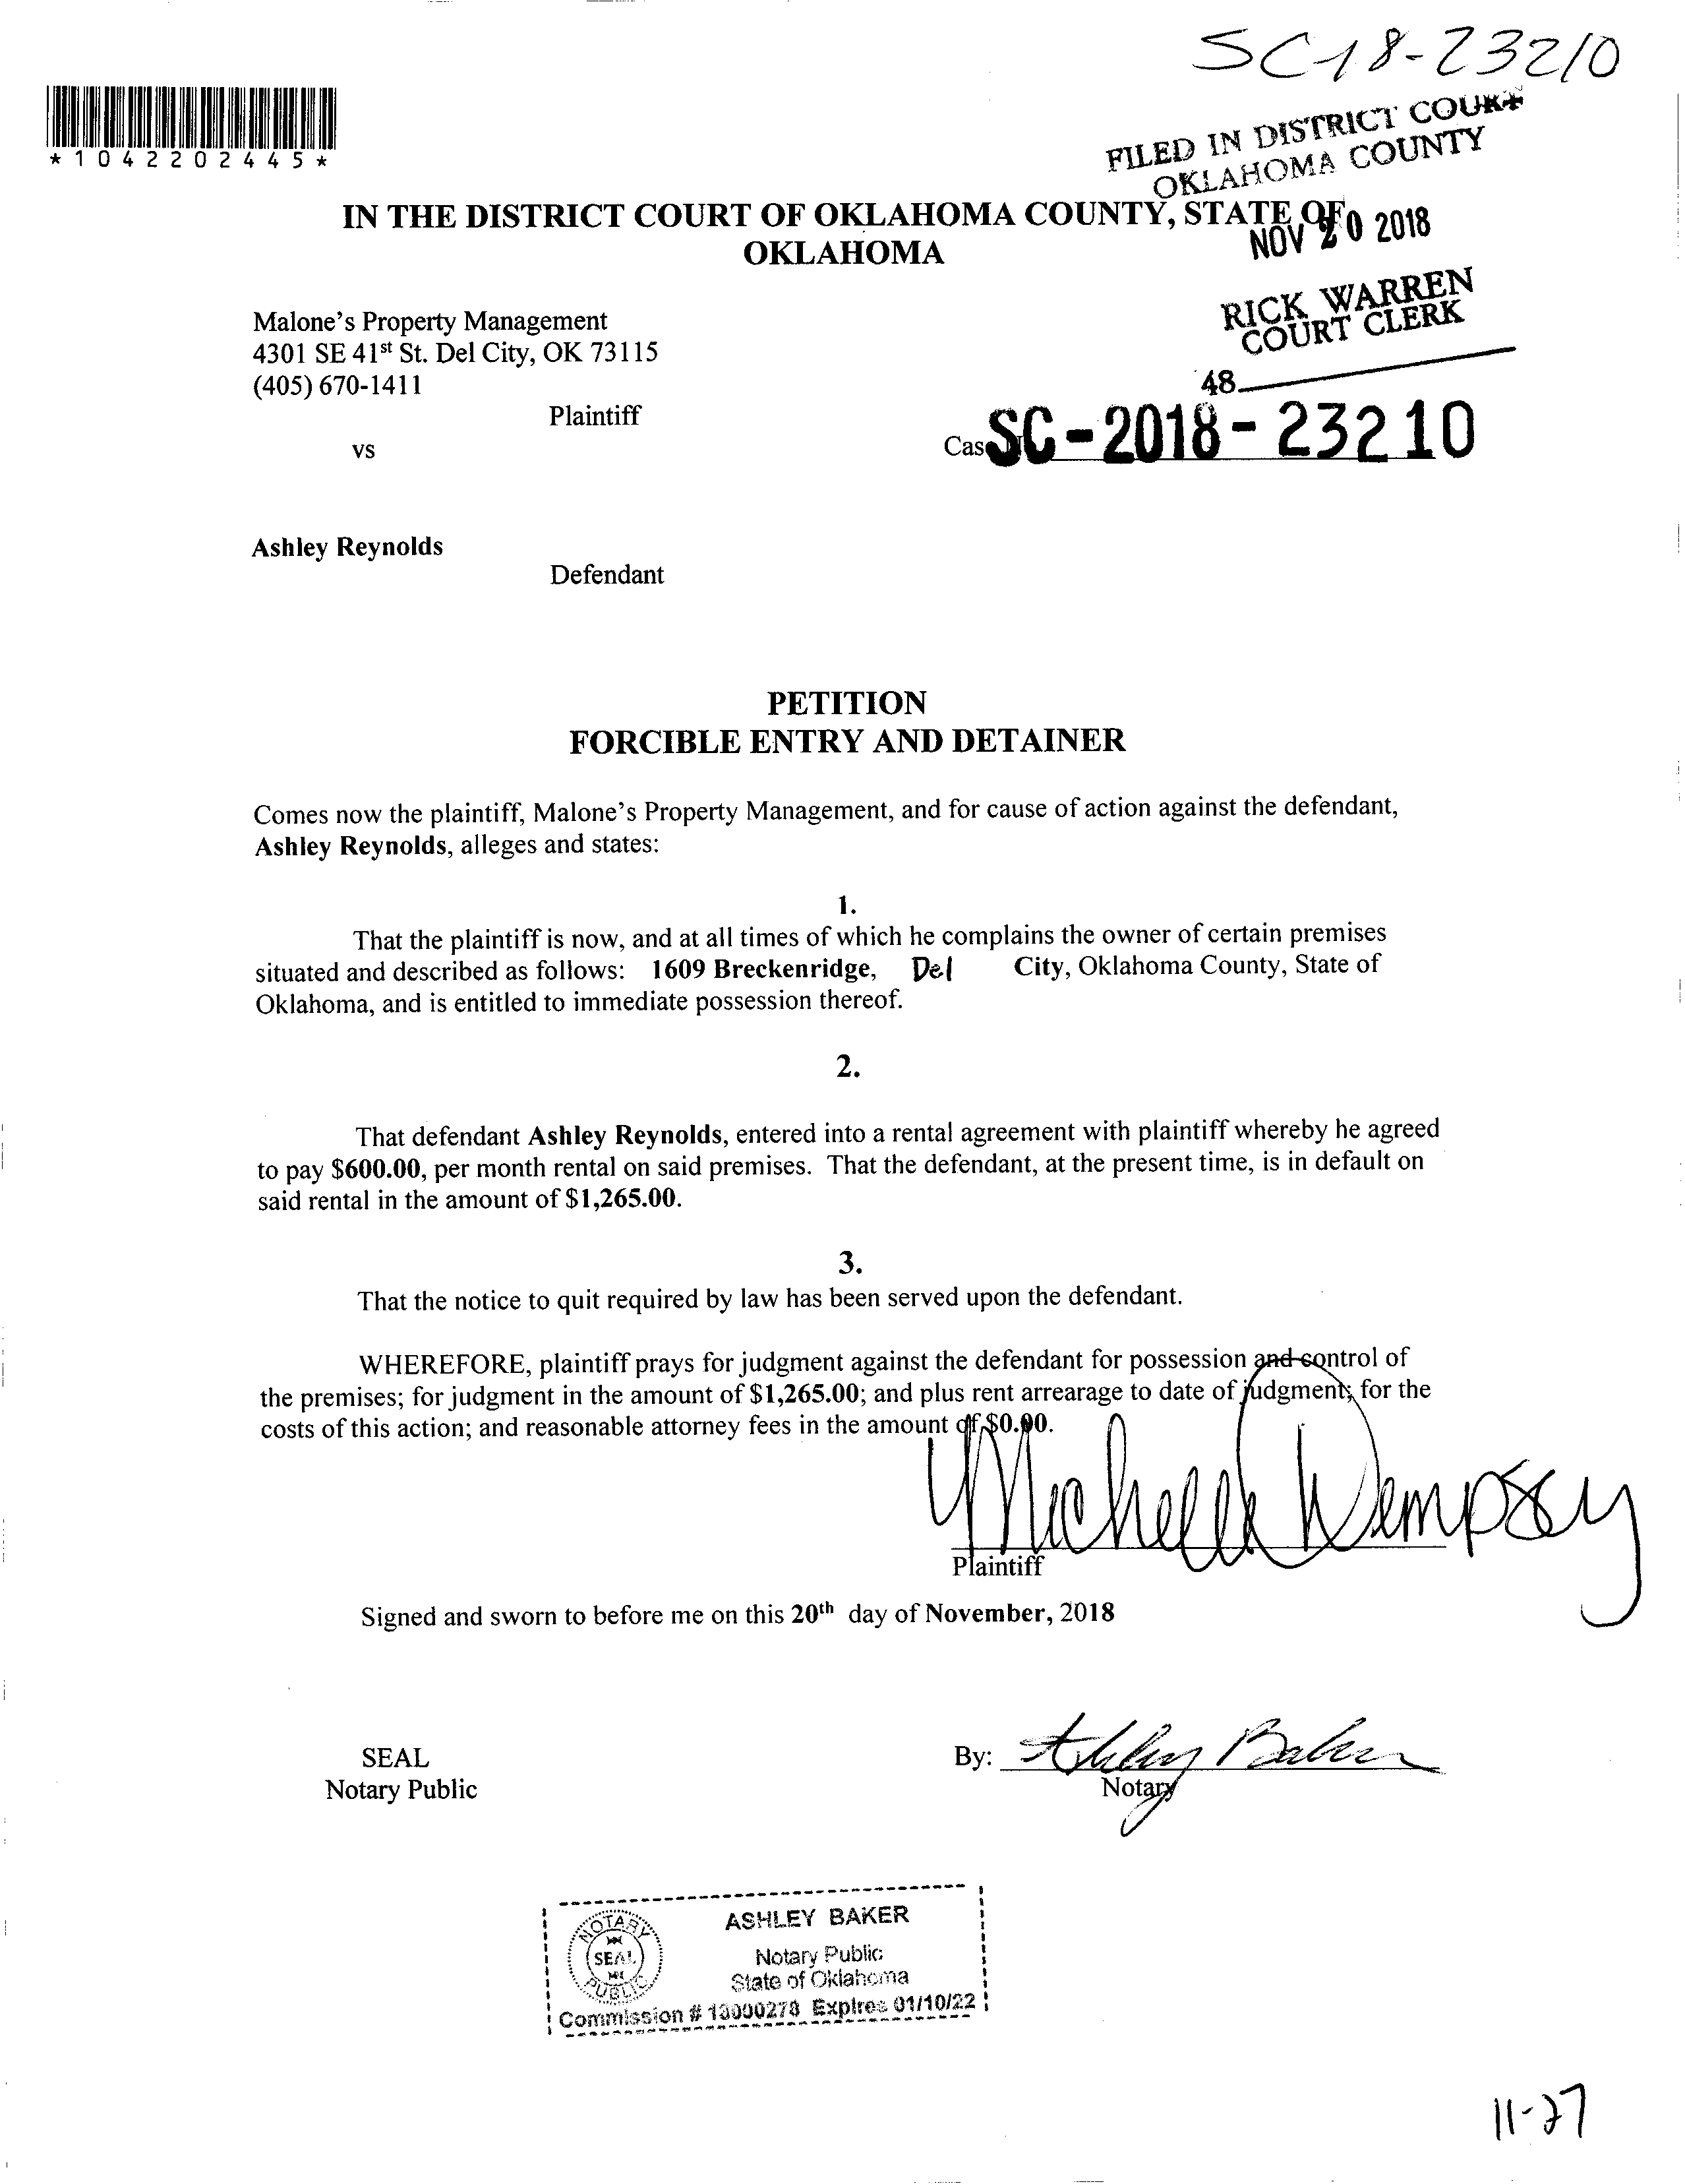 SC18-23210
*1042202445*
FILED IN DISTRICT COURT
OKLAHOMA COUNTY
IN THE DISTRICT COURT OF OKLAHOMA COUNTY, STATE OF
OKLAHOMA
NOV 20 2018
RICK WARREN
COURT CLERK
48
Malone's Property Management
4301 SE 41st St. Del City, OK 73115
(405) 670-1411
Plaintiff
vs
Cas SC-2018-23210
Ashley Reynolds
Defendant
PETITION
FORCIBLE ENTRY AND DETAINER
Comes now the plaintiff, Malone's Property Management, and for cause of action against the defendant,
Ashley Reynolds, alleges and states:
1.
That the plaintiff is now, and at all times of which he complains the owner of certain premises
situated and described as follows: 1609 Breckenridge, Del City, Oklahoma County, State of
Oklahoma, and is entitled to immediate possession thereof.
2.
That defendant Ashley Reynolds, entered into a rental agreement with plaintiff whereby he agreed
to pay $600.00, per month rental on said premises. That the defendant, at the present time, is in default on
said rental in the amount of $1,265.00.
3.
That the notice to quit required by law has been served upon the defendant.
WHEREFORE, plaintiff prays for judgment against the defendant for possession and control of
the premises; for judgment in the amount of $1,265.00; and plus rent arrearage to date of judgment; for the
costs of this action; and reasonable attorney fees in the amount of $0.00.
Michelle Dempsey
Plaintiff
Signed and sworn to before me on this 20th day of November, 2018
SEAL
Notary Public
By: Ashley Baker
Notary
NOTARY
SEAL
PUBLIC
ASHLEY BAKER
Notary Public
State of Oklahoma
Commission # Expires 01/10/22
11-27